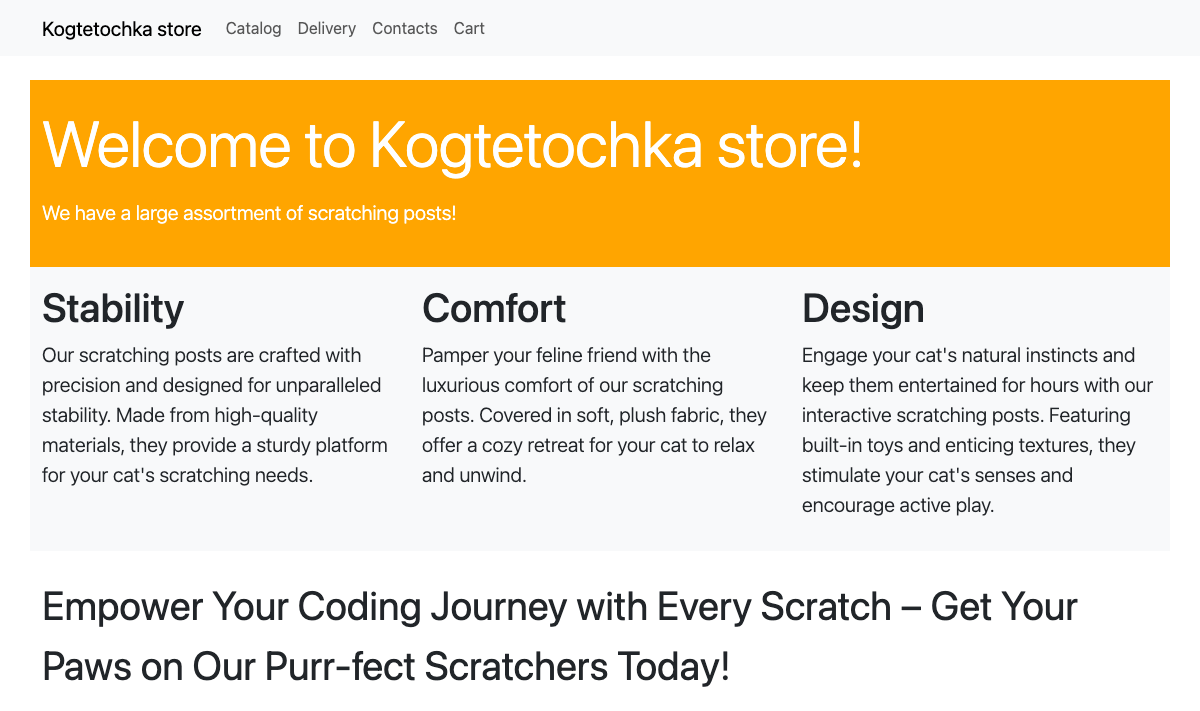 Kogtetochka store Catalog Delivery Contacts Cart
Welcome to Kogtetochka store!
We have a large assortment of scratching posts!
Stability
Our scratching posts are crafted with
precision and designed for unparalleled
stability. Made from high-quality
materials, they provide a sturdy platform
for your cat's scratching needs.
Comfort
Pamper your feline friend with the
luxurious comfort of our scratching
posts. Covered in soft, plush fabric, they
offer a cozy retreat for your cat to relax
and unwind.
Design
Engage your cat's natural instincts and
keep them entertained for hours with our
interactive scratching posts. Featuring
built-in toys and enticing textures, they
stimulate your cat's senses and
encourage active play.
Empower Your Coding Journey with Every Scratch – Get Your
Paws on Our Purr-fect Scratchers Today!